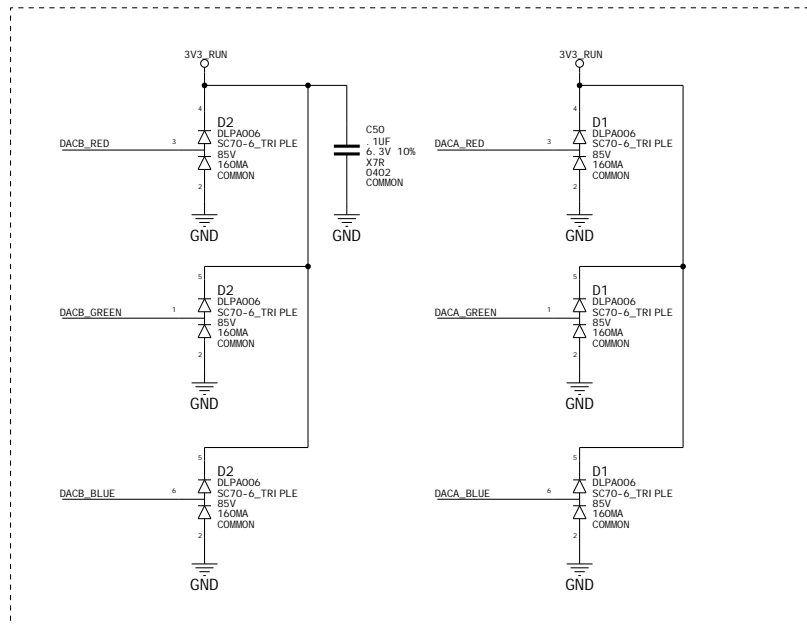 3V3_RUN
4
D2
DLPA006
SC70-6_TRIPLE
85V
160MA
COMMON
DACB_RED
3
2
GND
C50
.1UF
6.3V 10%
X7R
0402
COMMON
GND
3V3_RUN
4
D1
DLPA006
SC70-6_TRIPLE
85V
160MA
COMMON
DACA_RED
3
2
GND
5
D2
DLPA006
SC70-6_TRIPLE
85V
160MA
COMMON
DACB_GREEN
1
2
GND
5
D1
DLPA006
SC70-6_TRIPLE
85V
160MA
COMMON
DACA_GREEN
1
2
GND
5
D2
DLPA006
SC70-6_TRIPLE
85V
160MA
COMMON
DACB_BLUE
6
2
GND
5
D1
DLPA006
SC70-6_TRIPLE
85V
160MA
COMMON
DACA_BLUE
6
2
GND